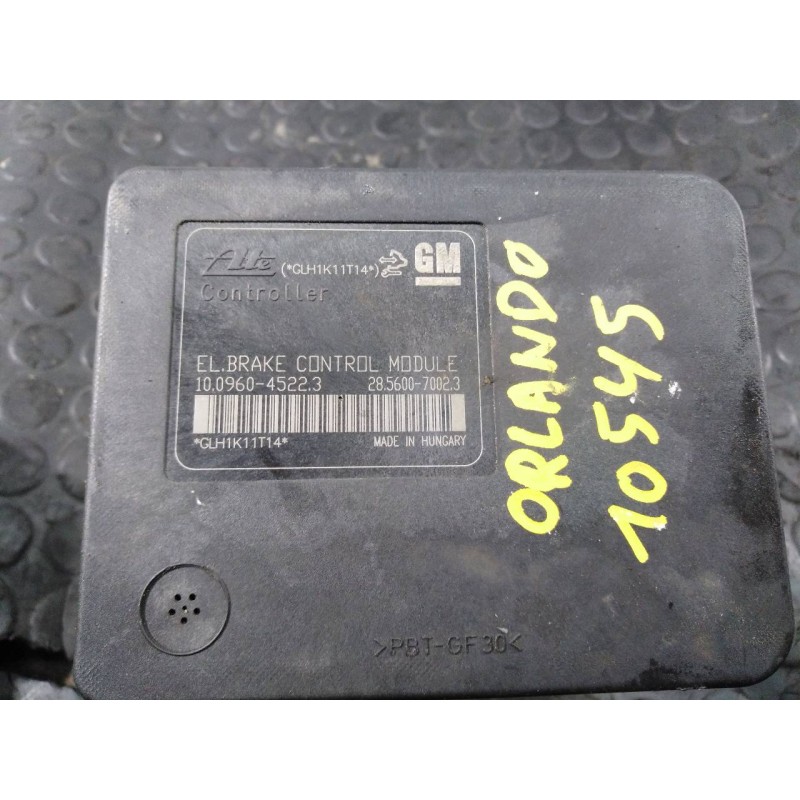 Ate (*GLH1K11T14*) GM
Controller
EL.BRAKE CONTROL MODULE
10.0960-4522.3 28.5600-7002.3
*GLH1K11T14* MADE IN HUNGARY
ORLANDO
10545
>PBT-GF30<